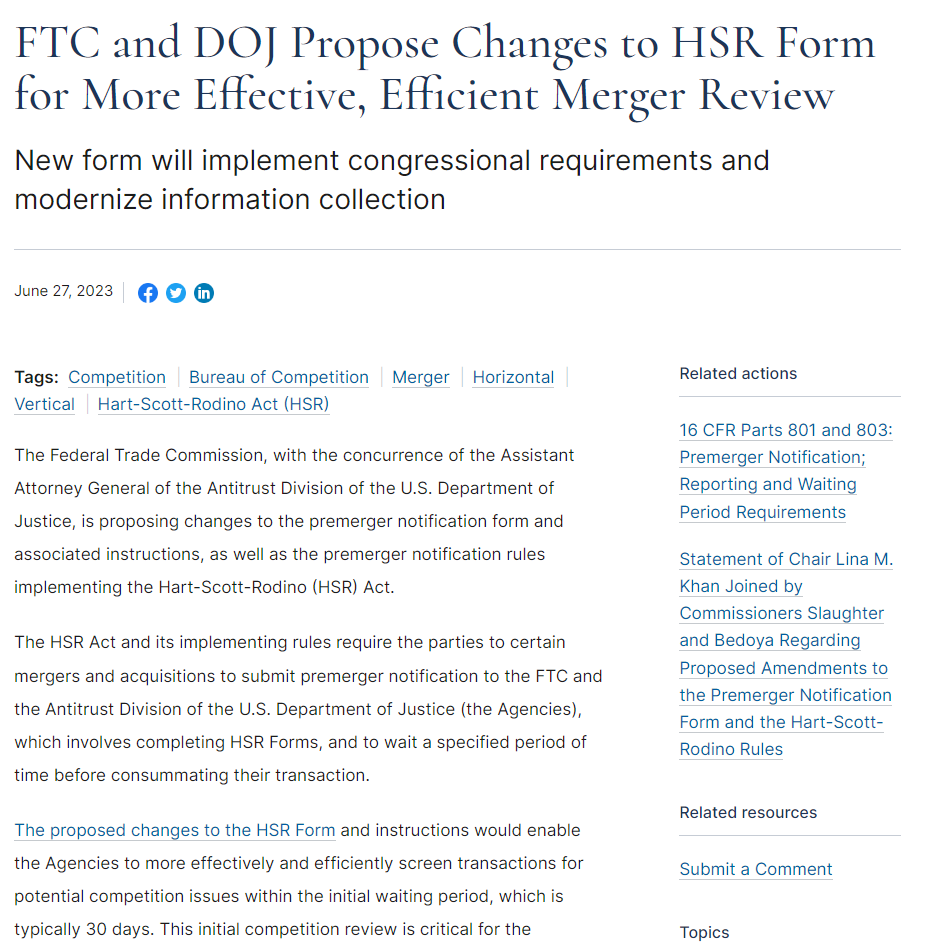 FTC and DOJ Propose Changes to HSR Form
for More Effective, Efficient Merger Review
New form will implement congressional requirements and
modernize information collection
June 27, 2023
Tags: Competition | Bureau of Competition | Merger | Horizontal |
Vertical | Hart-Scott-Rodino Act (HSR)
The Federal Trade Commission, with the concurrence of the Assistant
Attorney General of the Antitrust Division of the U.S. Department of
Justice, is proposing changes to the premerger notification form and
associated instructions, as well as the premerger notification rules
implementing the Hart-Scott-Rodino (HSR) Act.
The HSR Act and its implementing rules require the parties to certain
mergers and acquisitions to submit premerger notification to the FTC and
the Antitrust Division of the U.S. Department of Justice (the Agencies),
which involves completing HSR Forms, and to wait a specified period of
time before consummating their transaction.
The proposed changes to the HSR Form and instructions would enable
the Agencies to more effectively and efficiently screen transactions for
potential competition issues within the initial waiting period, which is
typically 30 days. This initial competition review is critical for the
Related actions
16 CFR Parts 801 and 803:
Premerger Notification;
Reporting and Waiting
Period Requirements
Statement of Chair Lina M.
Khan Joined by
Commissioners Slaughter
and Bedoya Regarding
Proposed Amendments to
the Premerger Notification
Form and the Hart-Scott-
Rodino Rules
Related resources
Submit a Comment
Topics